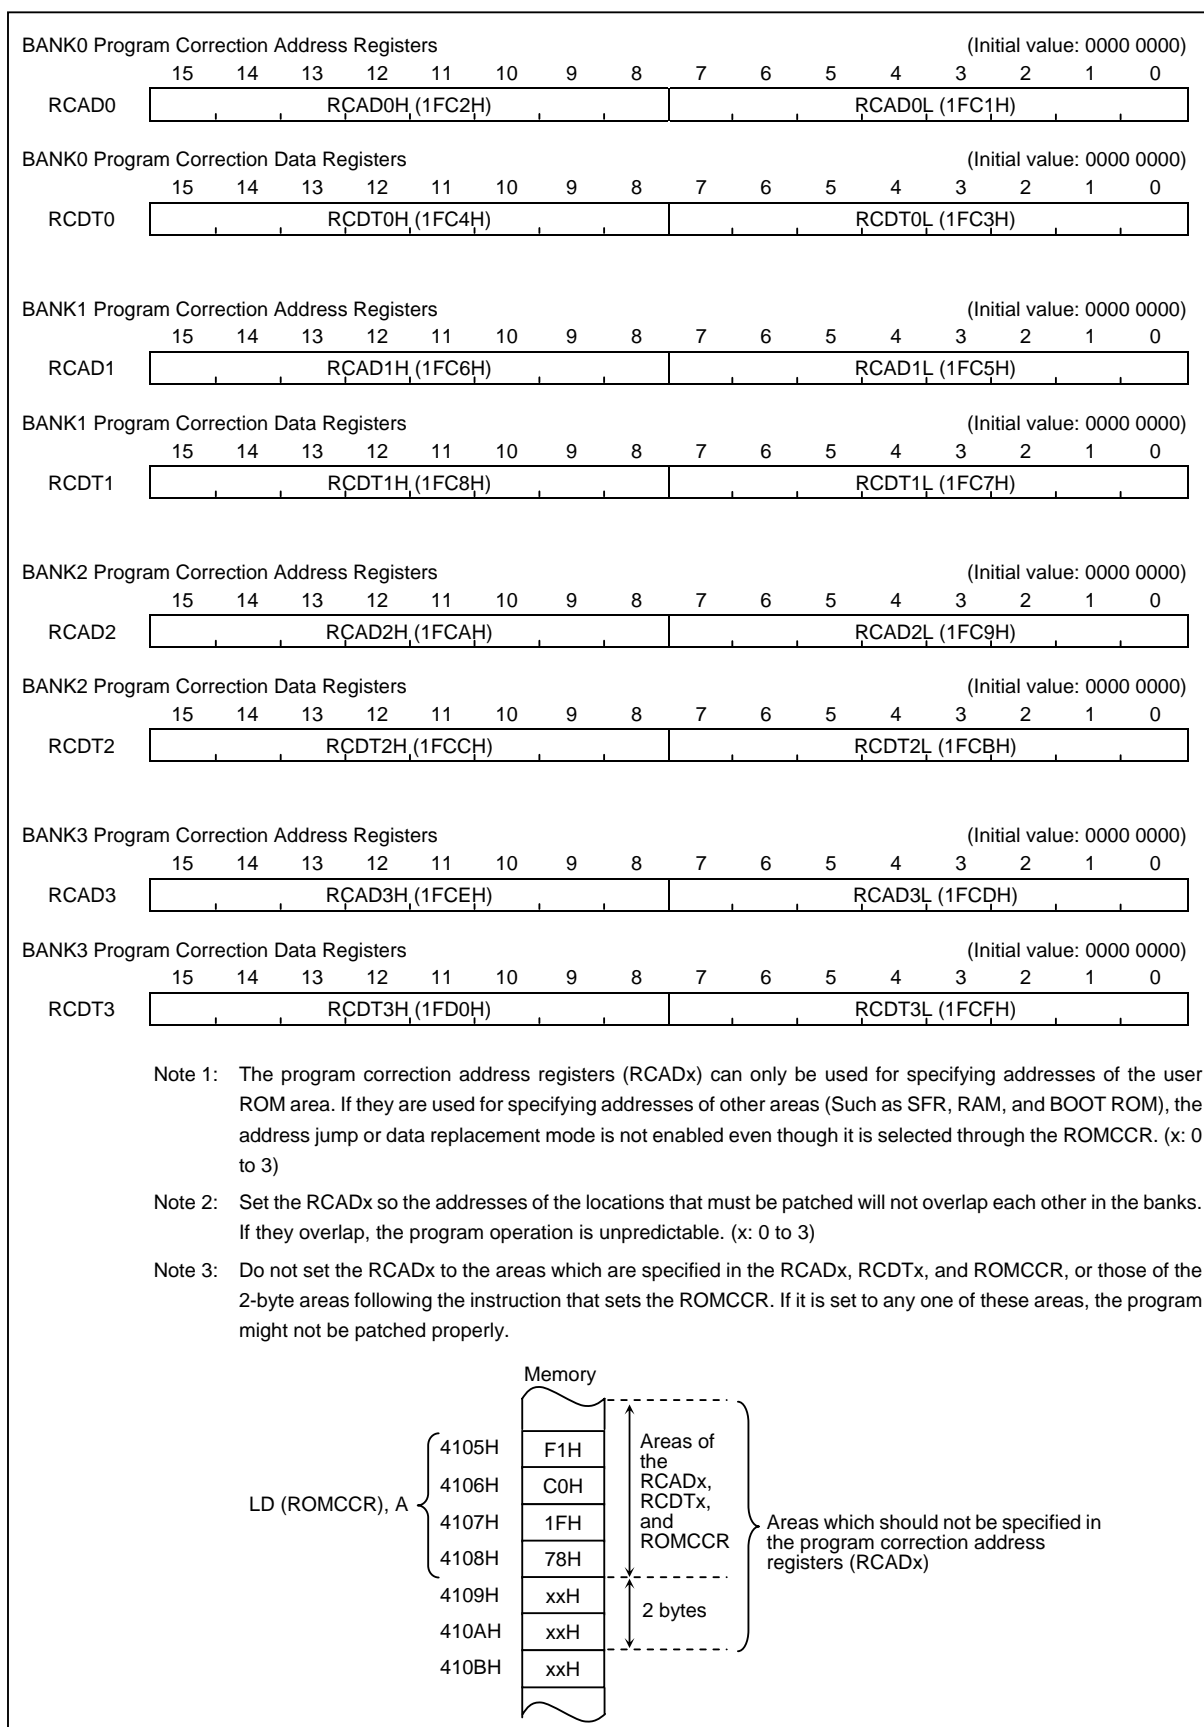 BANK0 Program Correction Address Registers (Initial value: 0000 0000)
15 14 13 12 11 10 9 8 7 6 5 4 3 2 1 0
RCAD0 RCAD0H (1FC2H) RCAD0L (1FC1H)
BANK0 Program Correction Data Registers (Initial value: 0000 0000)
15 14 13 12 11 10 9 8 7 6 5 4 3 2 1 0
RCDT0 RCDT0H (1FC4H) RCDT0L (1FC3H)
BANK1 Program Correction Address Registers (Initial value: 0000 0000)
15 14 13 12 11 10 9 8 7 6 5 4 3 2 1 0
RCAD1 RCAD1H (1FC6H) RCAD1L (1FC5H)
BANK1 Program Correction Data Registers (Initial value: 0000 0000)
15 14 13 12 11 10 9 8 7 6 5 4 3 2 1 0
RCDT1 RCDT1H (1FC8H) RCDT1L (1FC7H)
BANK2 Program Correction Address Registers (Initial value: 0000 0000)
15 14 13 12 11 10 9 8 7 6 5 4 3 2 1 0
RCAD2 RCAD2H (1FCAH) RCAD2L (1FC9H)
BANK2 Program Correction Data Registers (Initial value: 0000 0000)
15 14 13 12 11 10 9 8 7 6 5 4 3 2 1 0
RCDT2 RCDT2H (1FCCH) RCDT2L (1FCBH)
BANK3 Program Correction Address Registers (Initial value: 0000 0000)
15 14 13 12 11 10 9 8 7 6 5 4 3 2 1 0
RCAD3 RCAD3H (1FCEH) RCAD3L (1FCDH)
BANK3 Program Correction Data Registers (Initial value: 0000 0000)
15 14 13 12 11 10 9 8 7 6 5 4 3 2 1 0
RCDT3 RCDT3H (1FD0H) RCDT3L (1FCFH)
Note 1: The program correction address registers (RCADx) can only be used for specifying addresses of the user
ROM area. If they are used for specifying addresses of other areas (Such as SFR, RAM, and BOOT ROM), the
address jump or data replacement mode is not enabled even though it is selected through the ROMCCR. (x: 0
to 3)
Note 2: Set the RCADx so the addresses of the locations that must be patched will not overlap each other in the banks.
If they overlap, the program operation is unpredictable. (x: 0 to 3)
Note 3: Do not set the RCADx to the areas which are specified in the RCADx, RCDTx, and ROMCCR, or those of the
2-byte areas following the instruction that sets the ROMCCR. If it is set to any one of these areas, the program
might not be patched properly.
Memory
LD (ROMCCR), A
4105H F1H
4106H C0H
4107H 1FH
4108H 78H
4109H xxH
410AH xxH
410BH xxH
Areas of
the
RCADx,
RCDTx,
and
ROMCCR
2 bytes
Areas which should not be specified in
the program correction address
registers (RCADx)